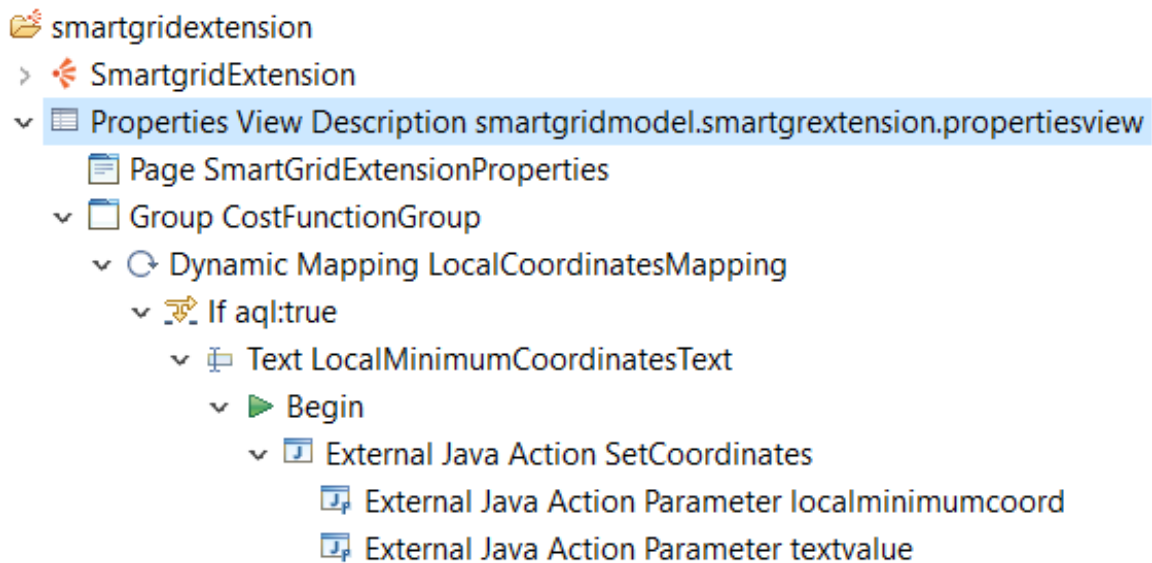 smartgridextension
SmartgridExtension
Properties View Description smartgridmodel.smartgrextension.propertiesview
Page SmartGridExtensionProperties
Group CostFunctionGroup
Dynamic Mapping LocalCoordinatesMapping
If aql:true
Text LocalMinimumCoordinatesText
Begin
External Java Action SetCoordinates
External Java Action Parameter localminimumcoord
External Java Action Parameter textvalue